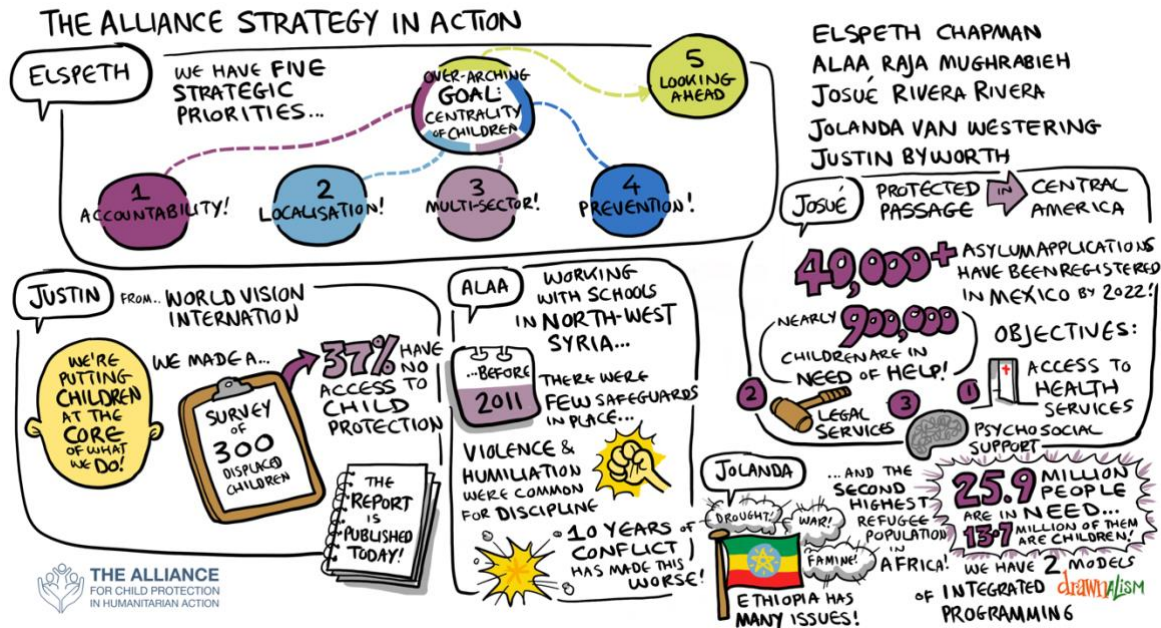 THE ALLIANCE STRATEGY IN ACTION
ELSPETH
WE HAVE FIVE
STRATEGIC
PRIORITIES...
OVER-ARCHING
GOAL:
CENTRALITY
OF CHILDREN
5
LOOKING
AHEAD
1
ACCOUNTABILITY!
2
LOCALISATION!
3
MULTI-SECTOR!
4
PREVENTION!
ELSPETH CHAPMAN
ALAA RAJA MUGHRABIEH
JOSUÉ RIVERA RIVERA
JOLANDA VAN WESTERING
JUSTIN BYWORTH
JUSTIN
FROM... WORLD VISION
INTERNATION
WE'RE
PUTTING
CHILDREN
AT THE
CORE
OF WHAT
WE DO!
WE MADE A...
SURVEY
OF
300
DISPLACED
CHILDREN
37% HAVE
NO
ACCESS TO
CHILD
PROTECTION
THE
REPORT
IS
PUBLISHED
TODAY!
ALAA
WORKING
WITH SCHOOLS
IN NORTH-WEST
SYRIA...
...BEFORE
2011
THERE WERE
FEW SAFEGUARDS
IN PLACE...
VIOLENCE &
HUMILIATION
WERE COMMON
FOR DISCIPLINE
10 YEARS OF
CONFLICT
HAS MADE THIS
WORSE!
JOSUÉ
PROTECTED
PASSAGE
IN
CENTRAL
AMERICA
40,000+
ASYLUM APPLICATIONS
HAVE BEEN REGISTERED
IN MEXICO BY 2022!
NEARLY
900,000
CHILDREN ARE IN
NEED OF HELP!
OBJECTIVES:
1
ACCESS TO
HEALTH
SERVICES
2
LEGAL
SERVICES
3
PSYCHOSOCIAL
SUPPORT
JOLANDA
DROUGHT!
WAR!
FAMINE!
ETHIOPIA HAS
MANY ISSUES!
...AND THE
SECOND
HIGHEST
REFUGEE
POPULATION
IN
AFRICA!
25.9 MILLION
PEOPLE
ARE IN NEED...
13.7 MILLION OF THEM
ARE CHILDREN!
WE HAVE 2 MODELS
OF INTEGRATED
PROGRAMMING
drawnalism
THE ALLIANCE
FOR CHILD PROTECTION
IN HUMANITARIAN ACTION